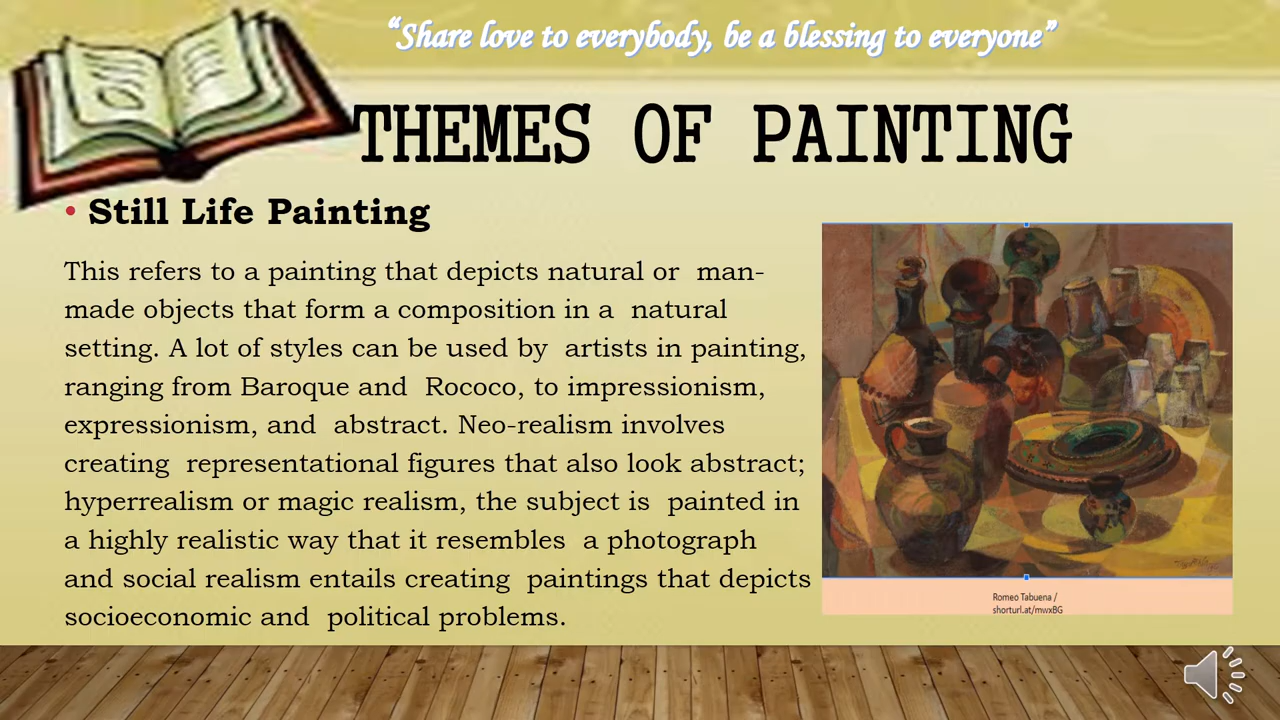 “Share love to everybody, be a blessing to everyone”
THEMES OF PAINTING
• Still Life Painting
This refers to a painting that depicts natural or man-
made objects that form a composition in a natural
setting. A lot of styles can be used by artists in painting,
ranging from Baroque and Rococo, to impressionism,
expressionism, and abstract. Neo-realism involves
creating representational figures that also look abstract;
hyperrealism or magic realism, the subject is painted in
a highly realistic way that it resembles a photograph
and social realism entails creating paintings that depicts
socioeconomic and political problems.
Romeo Tabuena /
shorturl.at/mwxBG